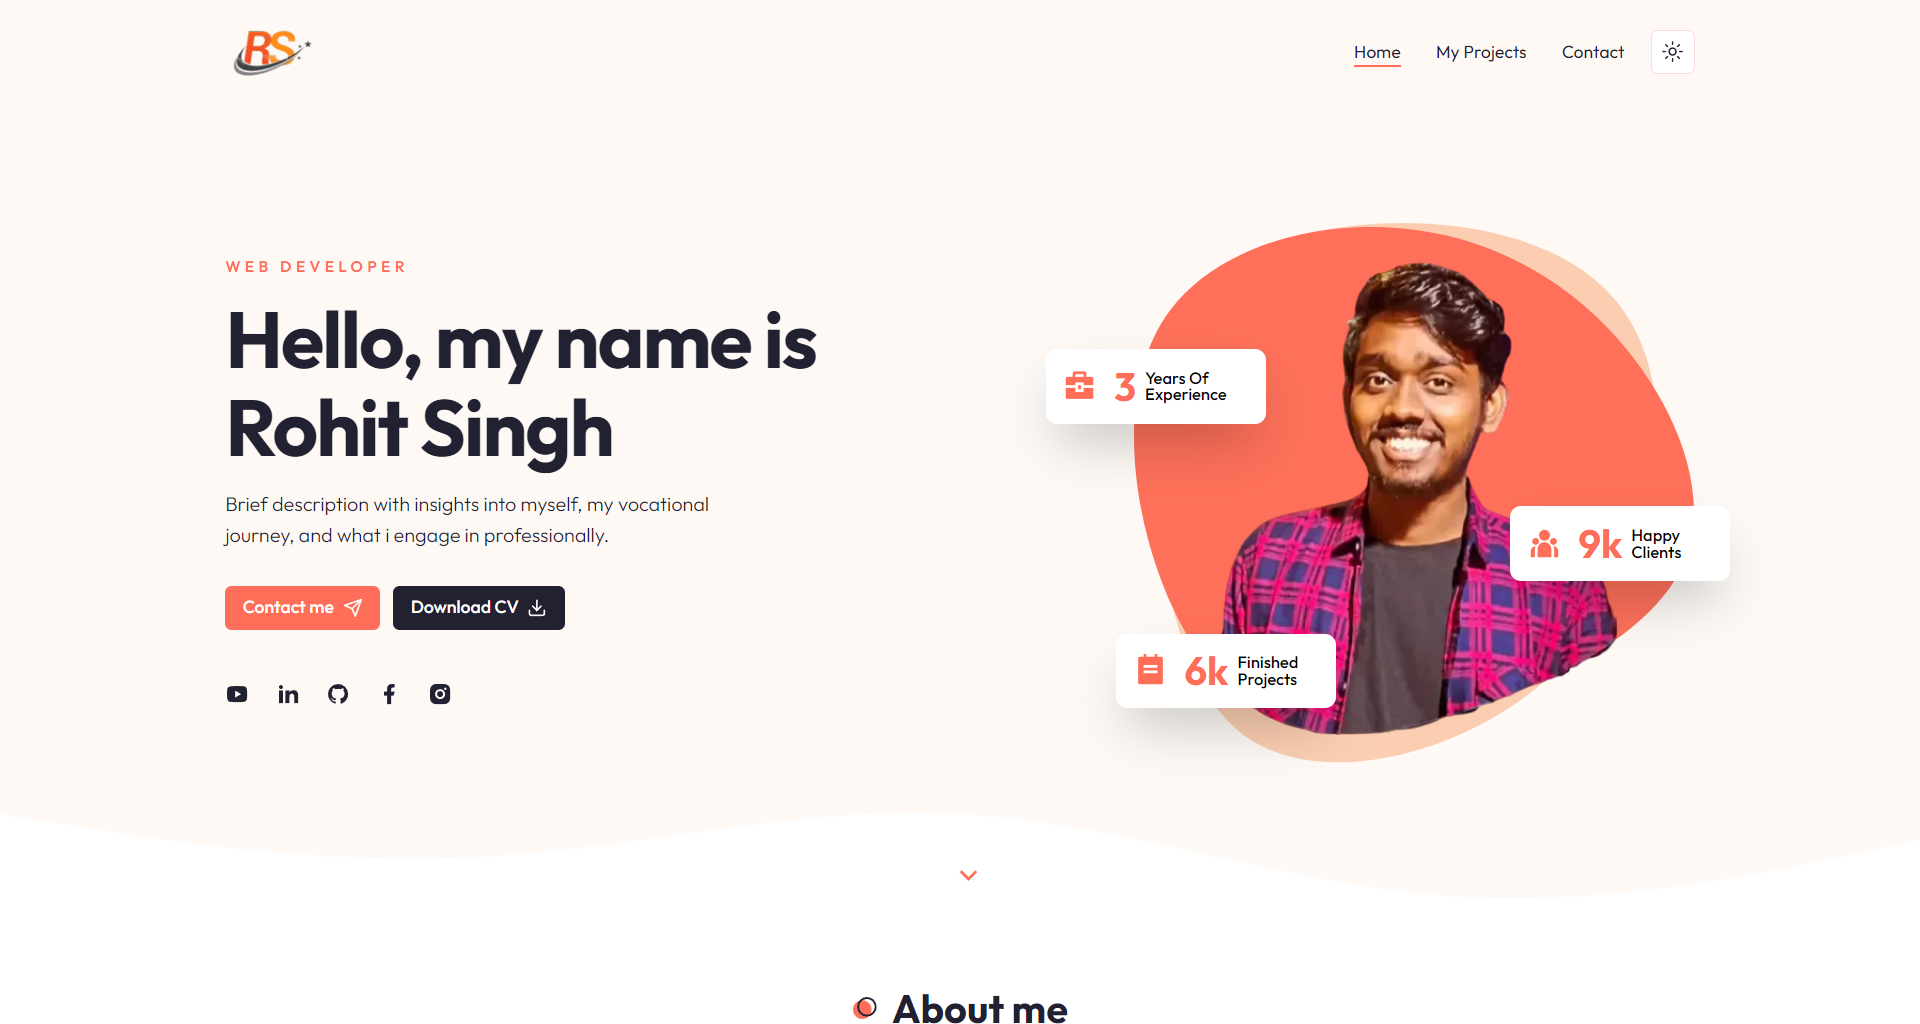 RS
Home
My Projects
Contact
WEB DEVELOPER
Hello, my name is
Rohit Singh
Brief description with insights into myself, my vocational
journey, and what i engage in professionally.
Contact me
Download CV
3 Years Of
Experience
9k Happy
Clients
6k Finished
Projects
About me